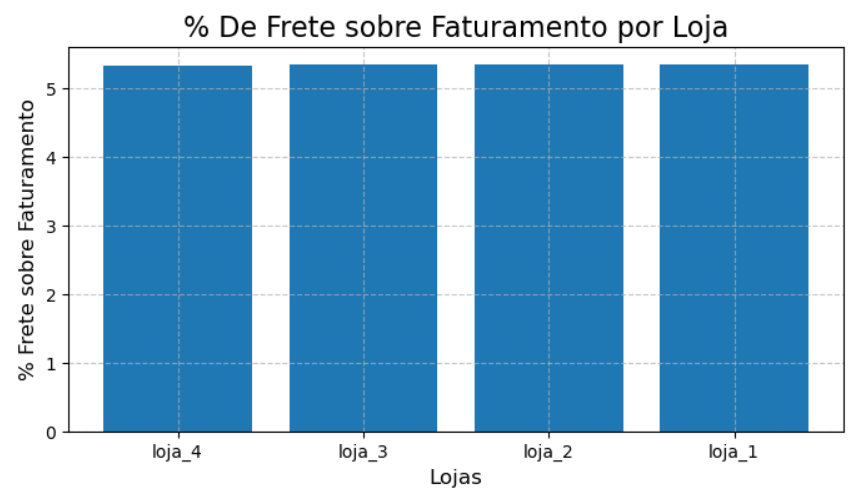 % De Frete sobre Faturamento por Loja
% Frete sobre Faturamento
5
4
3
2
1
0
loja_4 loja_3 loja_2 loja_1
Lojas